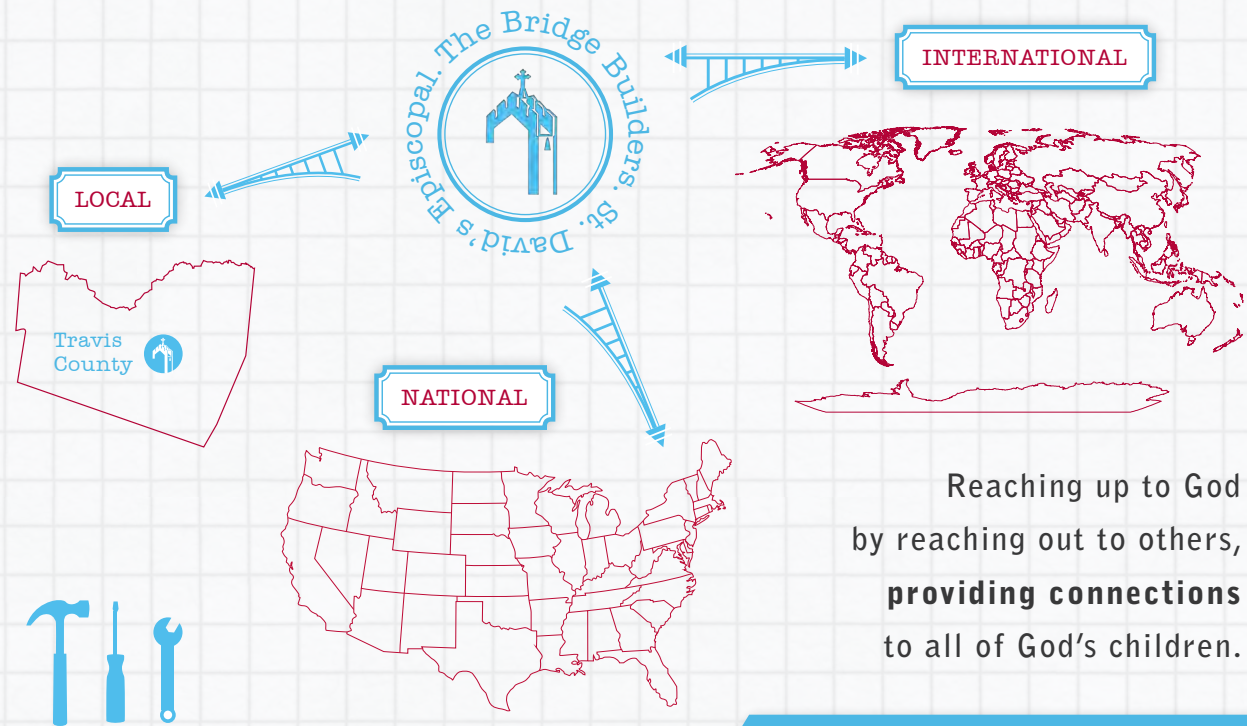 The Bridge Builders. St. David's Episcopal.
INTERNATIONAL
LOCAL
Travis
County
NATIONAL
Reaching up to God
by reaching out to others,
providing connections
to all of God's children.